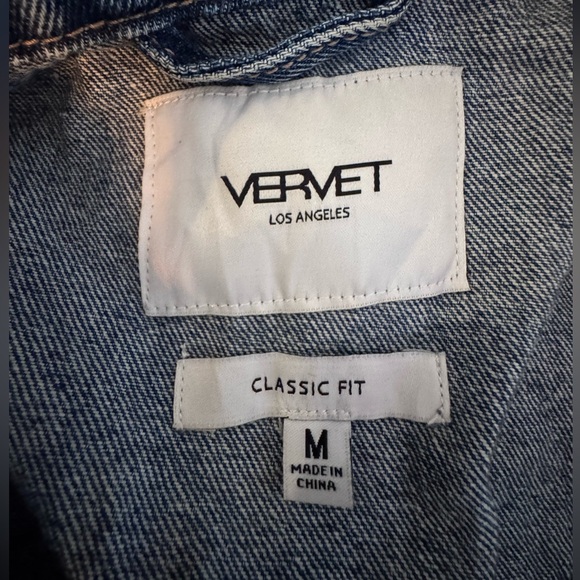 VERVET
LOS ANGELES
CLASSIC FIT
M
MADE IN
CHINA